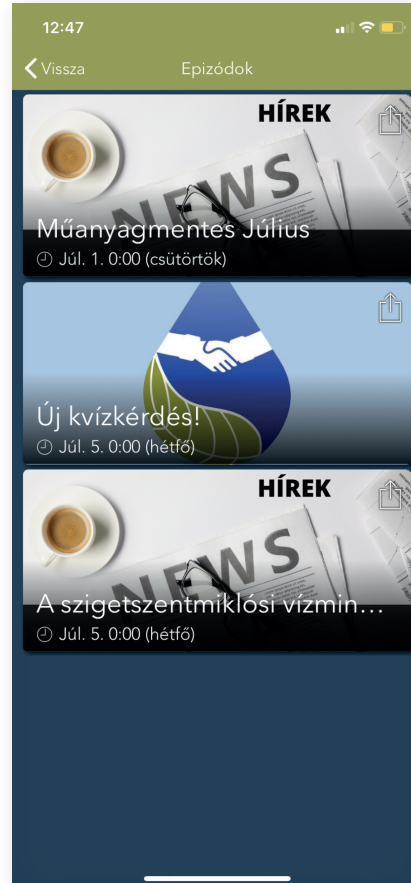 12:47
Vissza
Epizódok
HÍREK
NEWS
Műanyagmentes Július
Júl. 1. 0:00 (csütörtök)
Új kvízkérdés!
Júl. 5. 0:00 (hétfő)
HÍREK
NEWS
A szigetszentmiklósi vízmin…
Júl. 5. 0:00 (hétfő)